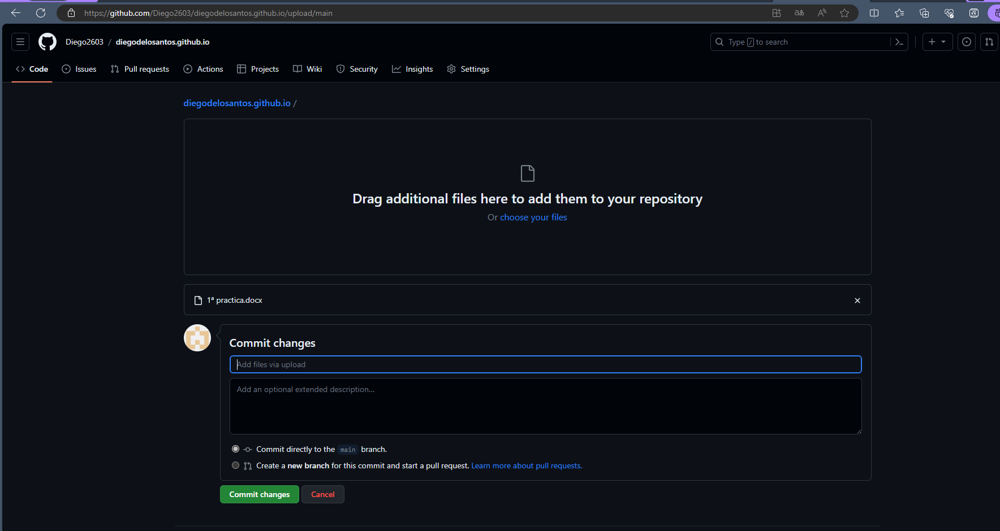 https://github.com/Diego2603/diegodelosantos.github.io/upload/main
Diego2603 / diegodelosantos.github.io
Type / to search
Code Issues Pull requests Actions Projects Wiki Security Insights Settings
diegodelosantos.github.io /
Drag additional files here to add them to your repository
Or choose your files
1ª practica.docx
Commit changes
Add files via upload
Add an optional extended description...
Commit directly to the main branch.
Create a new branch for this commit and start a pull request. Learn more about pull requests.
Commit changes Cancel